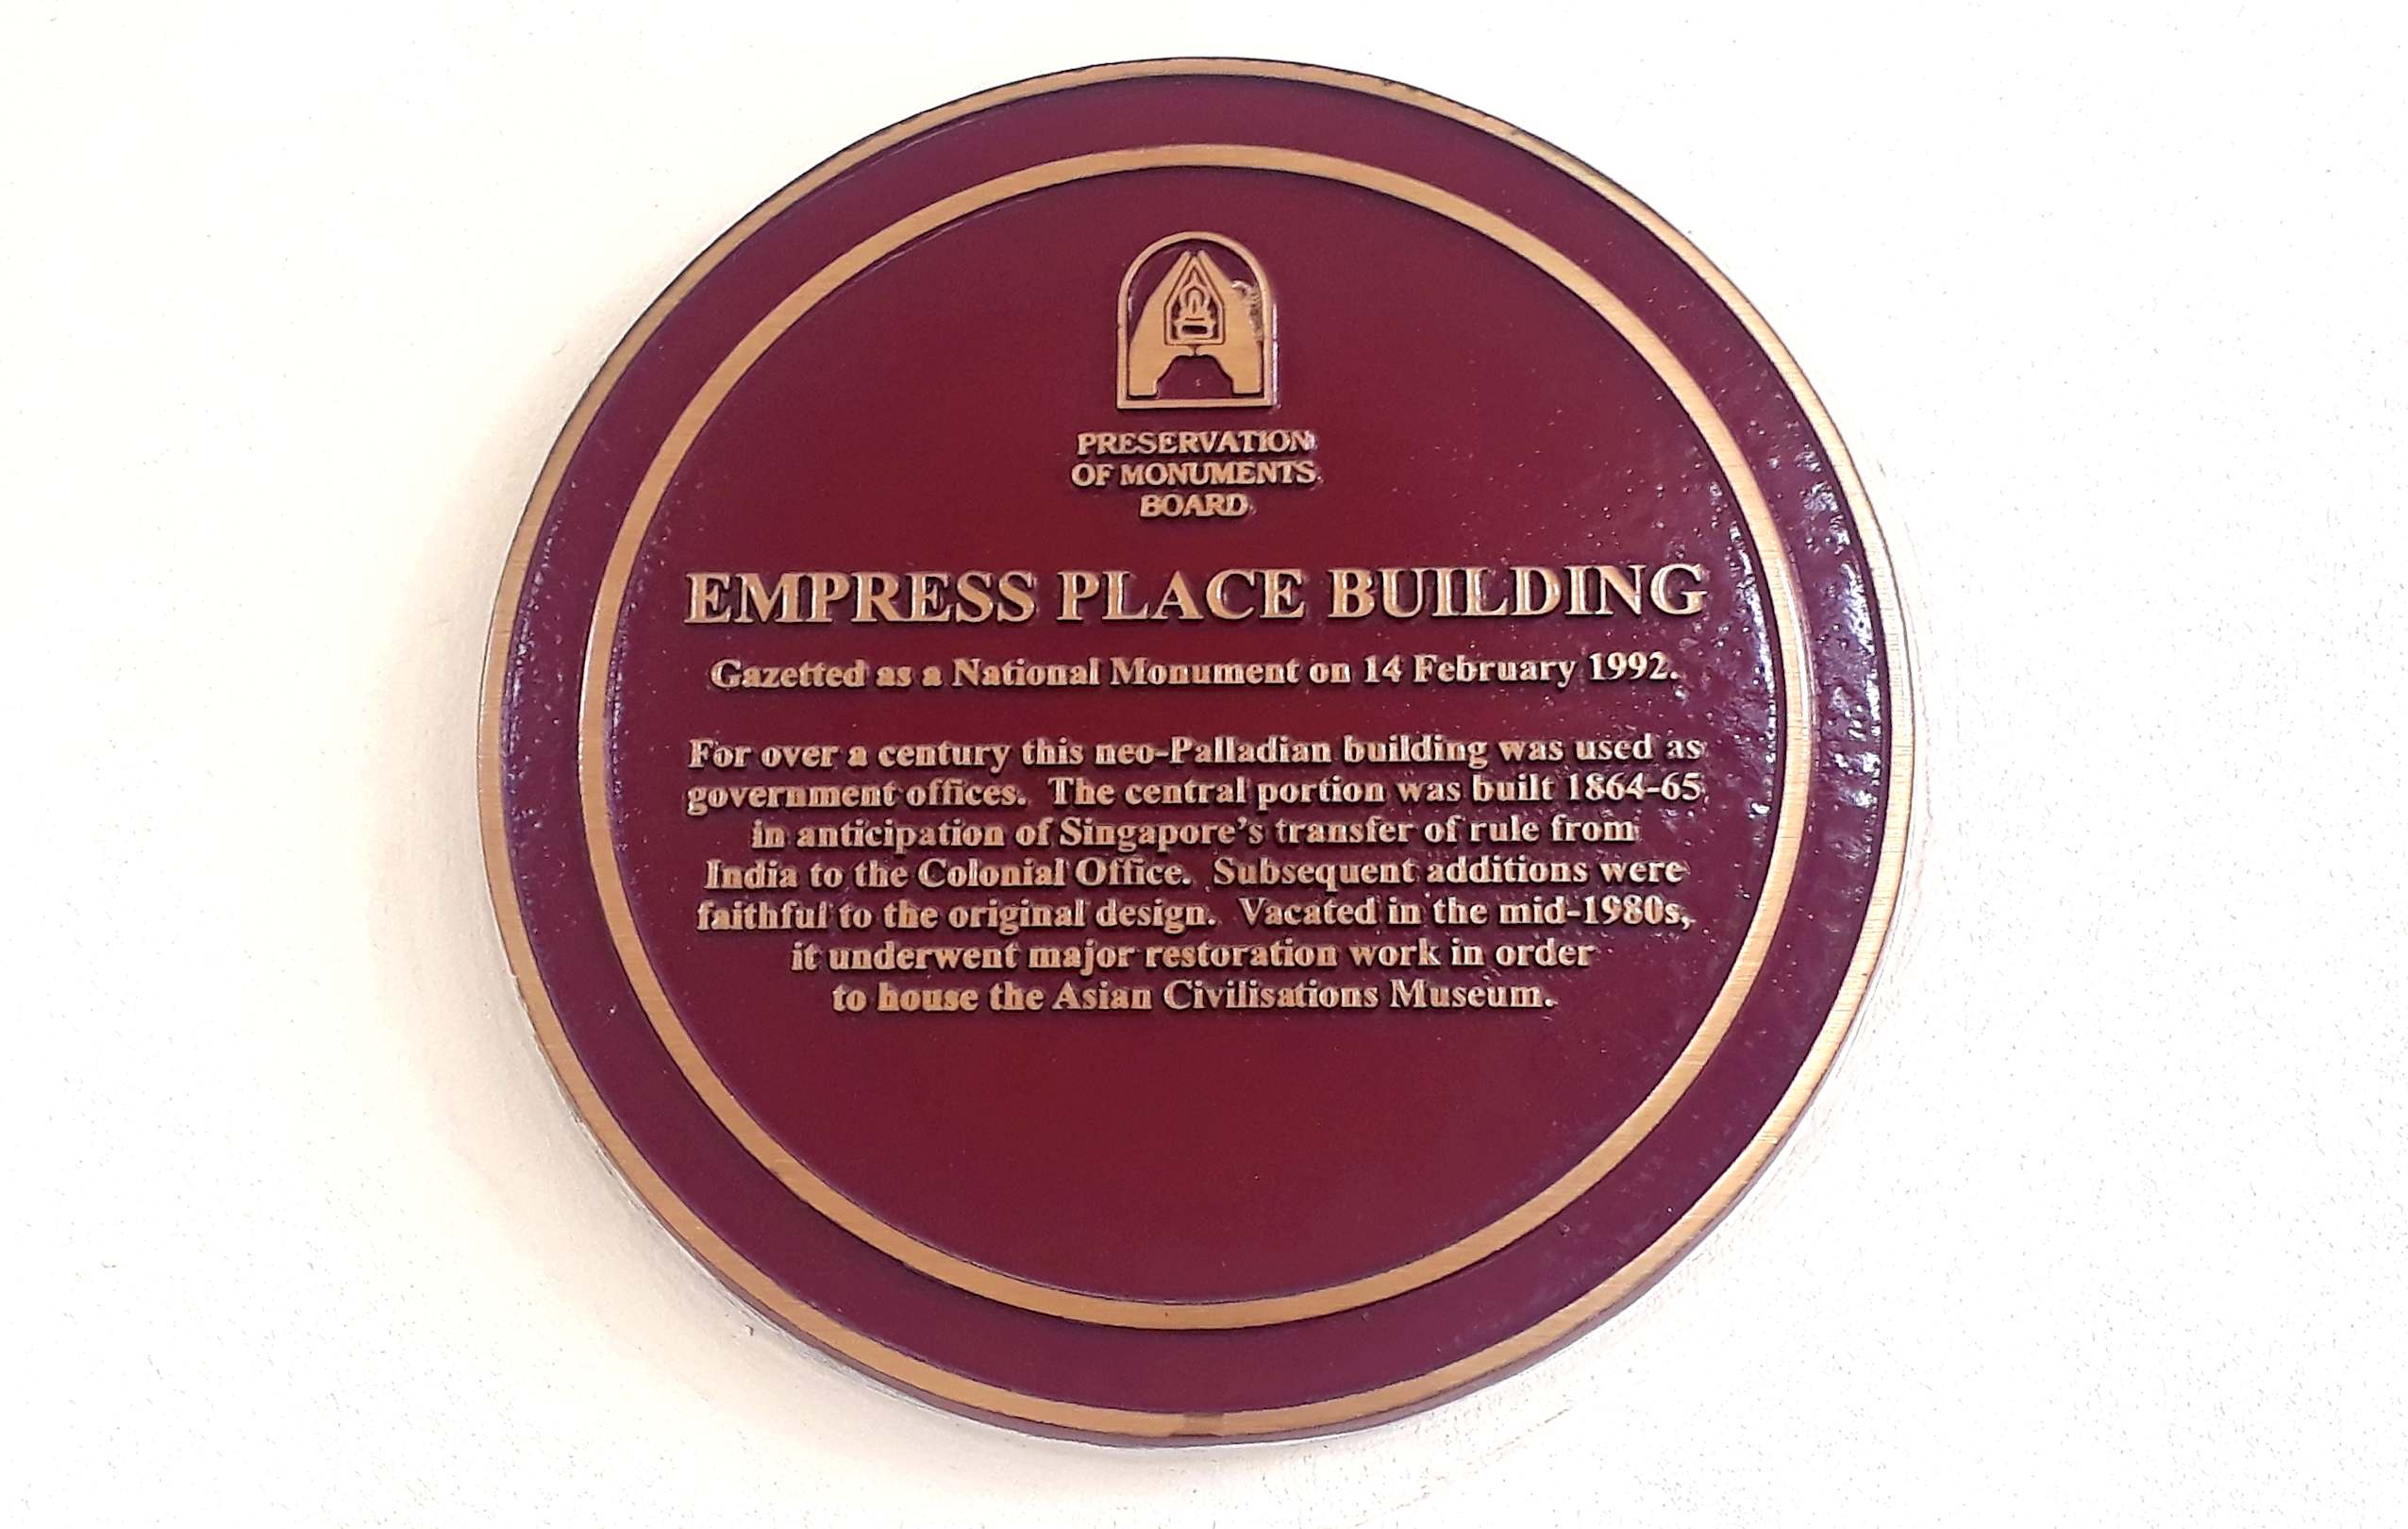 PRESERVATION
OF MONUMENTS
BOARD
EMPRESS PLACE BUILDING
Gazetted as a National Monument on 14 February 1992.
For over a century this neo-Palladian building was used as
government offices. The central portion was built 1864-65
in anticipation of Singapore's transfer of rule from
India to the Colonial Office. Subsequent additions were
faithful to the original design. Vacated in the mid-1980s,
it underwent major restoration work in order
to house the Asian Civilisations Museum.